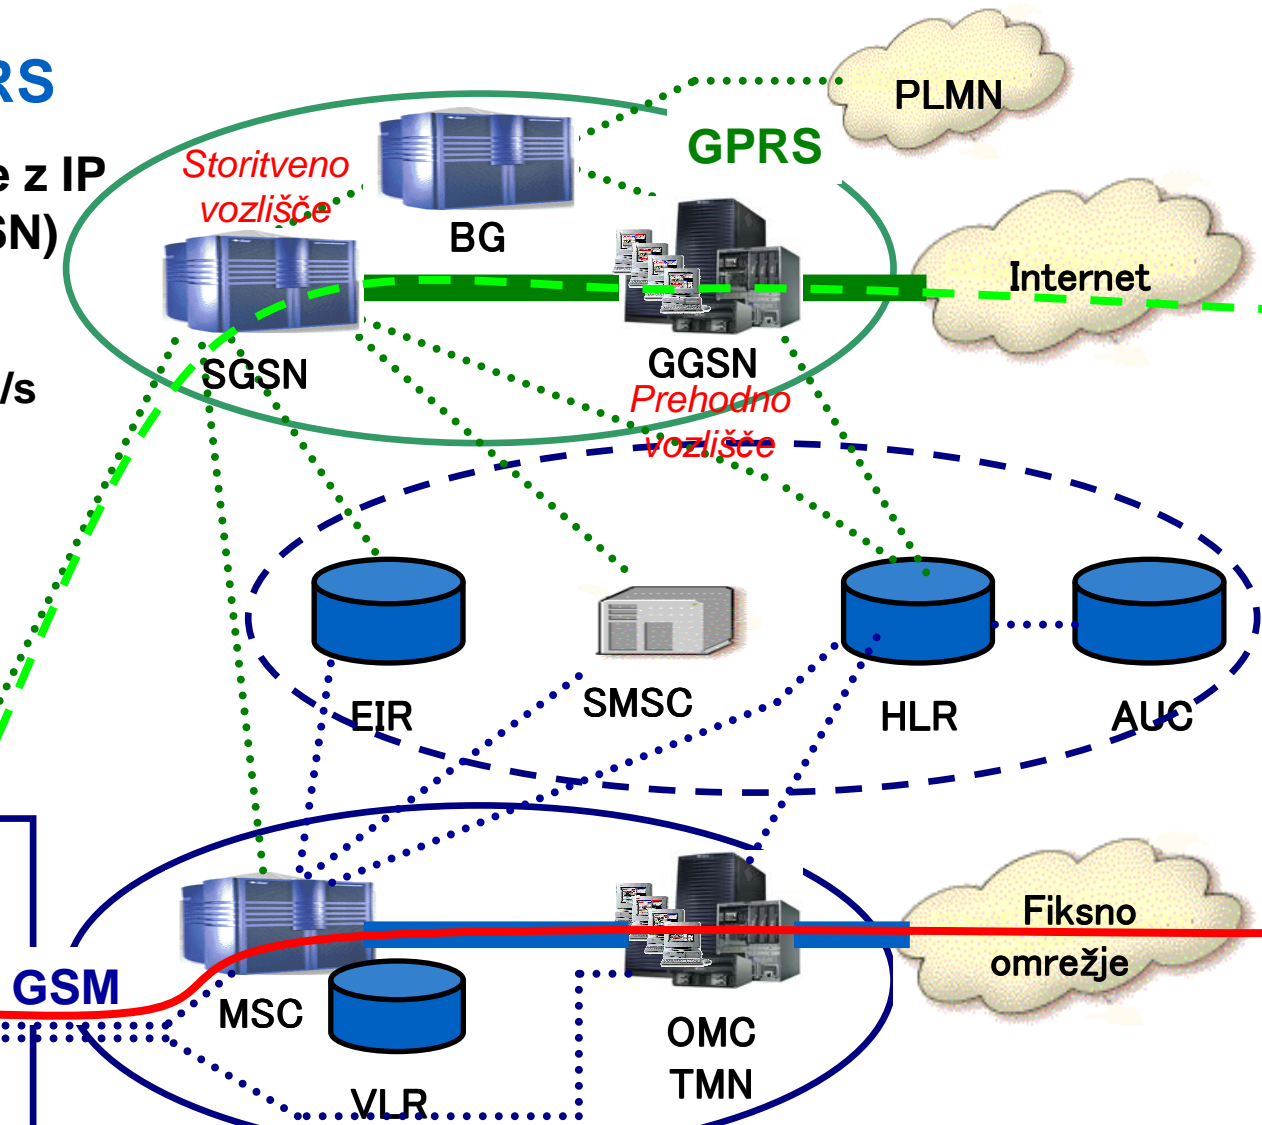 RS
e z IP
SN)
/s
PLMN
GPRS
Storitveno
vozlišče
BG
Internet
SGSN
GGSN
Prehodno
vozlišče
EIR
SMSC
HLR
AUC
GSM
MSC
VLR
OMC
TMN
Fiksno
omrežje